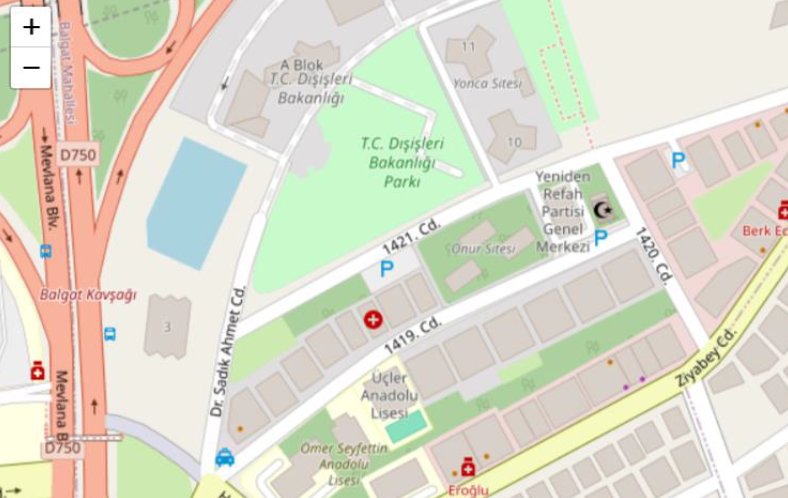 +
−
Balgat Mahallesi
A Blok
T.C. Dışişleri
Bakanlığı
11
Yonca Sitesi
10
D750
Mevlana Blv.
T.C. Dışişleri
Bakanlığı
Parkı
P
Yeniden
Refah
Partisi
Genel
Merkezi
P
1421. Cd.
Onur Sitesi
1420. Cd.
P
Balgat Kavşağı
3
Dr. Sadık Ahmet Cd.
1419. Cd.
Ziyabey Cd.
Üçler
Anadolu
Lisesi
Mevlana B
D750
Ömer Seyfettin
Anadolu
Lisesi
Eroğlu
Berk Ec
H